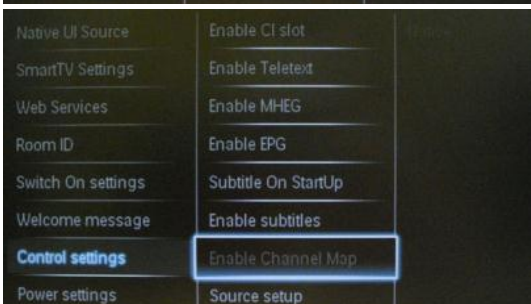 Native UI Source
SmartTV Settings
Web Services
Room ID
Switch On settings
Welcome message
Control settings
Power settings
Enable CI slot
Enable Teletext
Enable MHEG
Enable EPG
Subtitle On StartUp
Enable subtitles
Enable Channel Map
Source setup